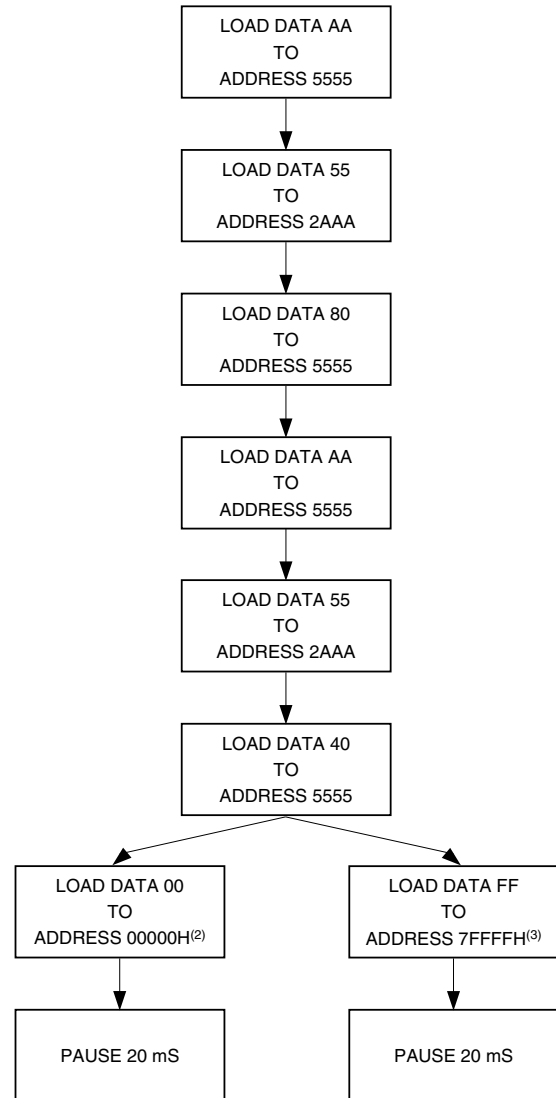 LOAD DATA AA
TO
ADDRESS 5555
LOAD DATA 55
TO
ADDRESS 2AAA
LOAD DATA 80
TO
ADDRESS 5555
LOAD DATA AA
TO
ADDRESS 5555
LOAD DATA 55
TO
ADDRESS 2AAA
LOAD DATA 40
TO
ADDRESS 5555
LOAD DATA 00
TO
ADDRESS 00000H(2)
PAUSE 20 mS
LOAD DATA FF
TO
ADDRESS 7FFFFH(3)
PAUSE 20 mS